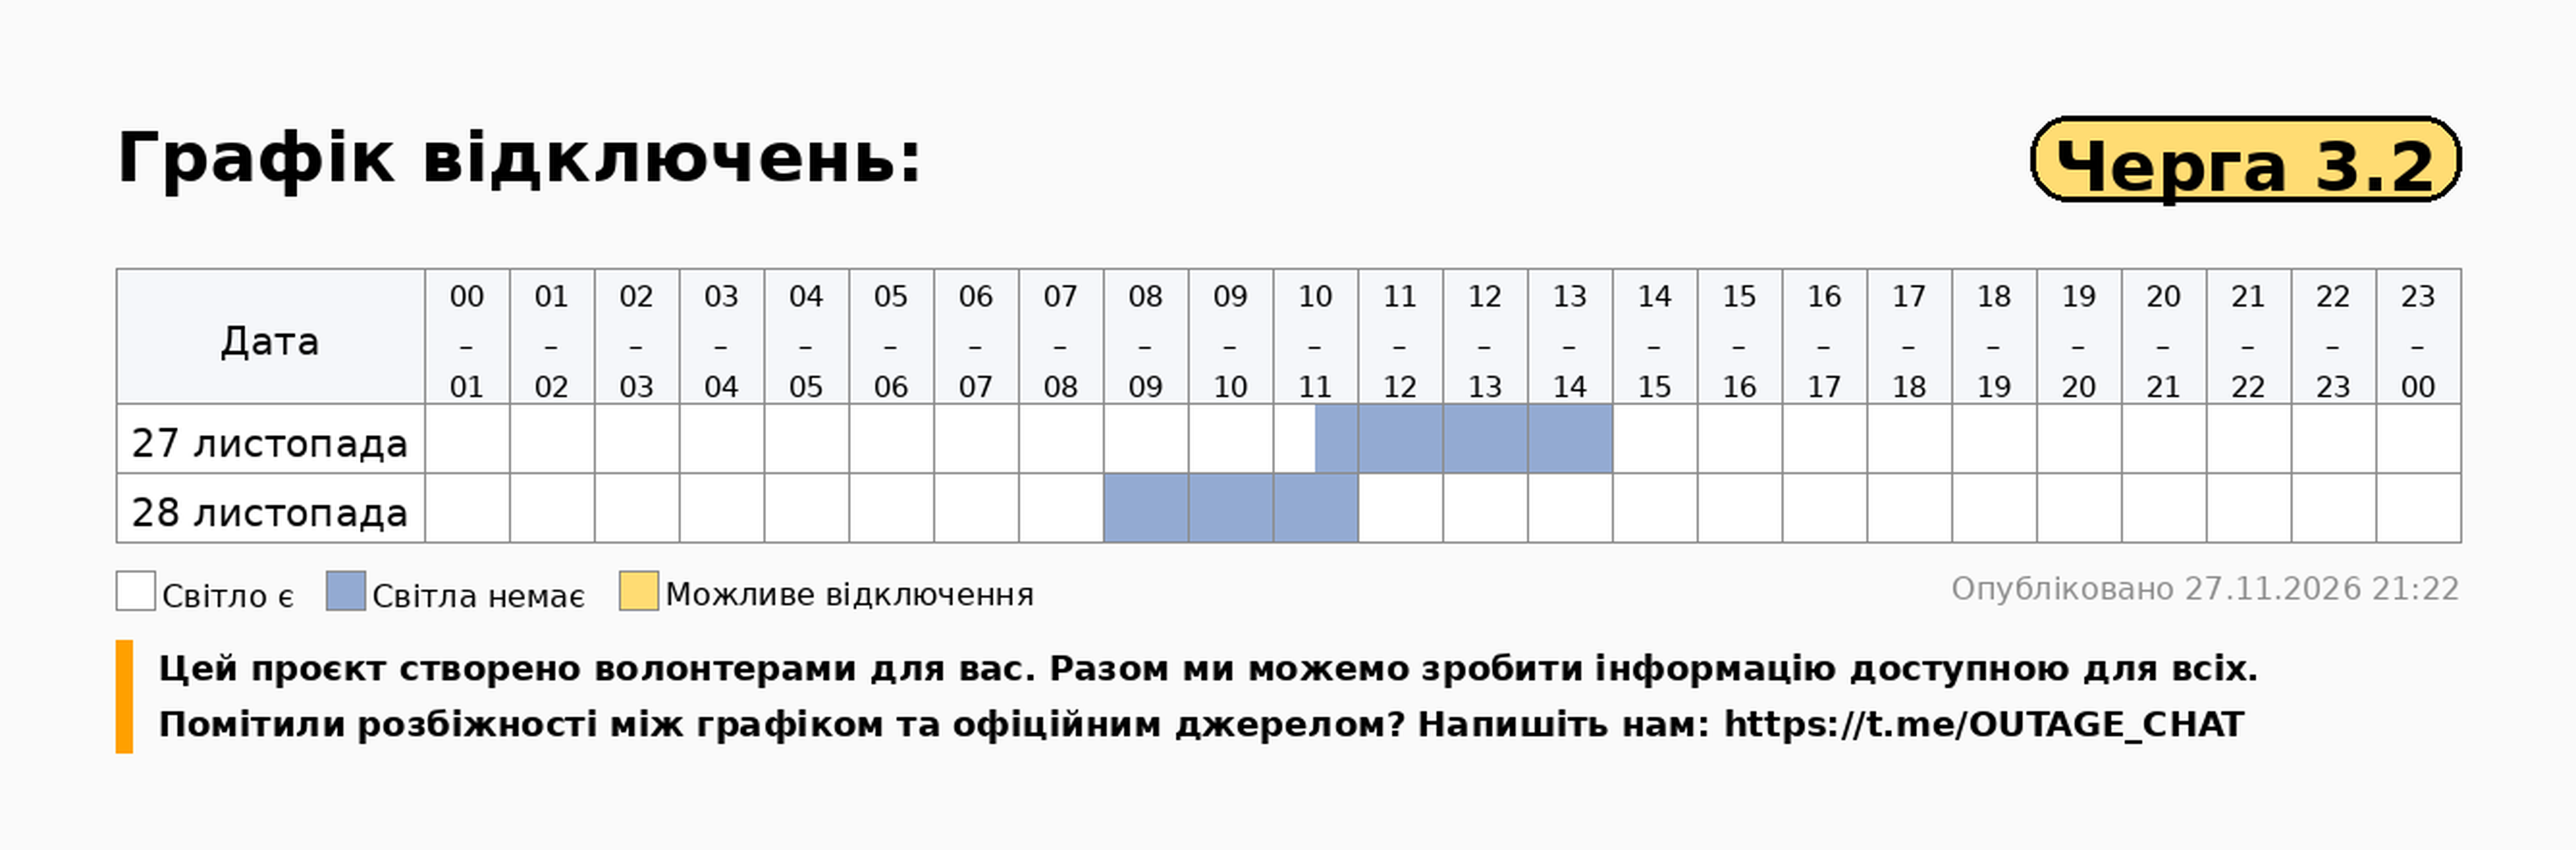 Графік відключень:
Черга 3.2
Дата 00–01 01–02 02–03 03–04 04–05 05–06 06–07 07–08 08–09 09–10 10–11 11–12 12–13 13–14 14–15 15–16 16–17 17–18 18–19 19–20 20–21 21–22 22–23 23–00
27 листопада
28 листопада
Світло є Світла немає Можливе відключення
Опубліковано 27.11.2026 21:22
Цей проєкт створено волонтерами для вас. Разом ми можемо зробити інформацію доступною для всіх.
Помітили розбіжності між графіком та офіційним джерелом? Напишіть нам: https://t.me/OUTAGE_CHAT